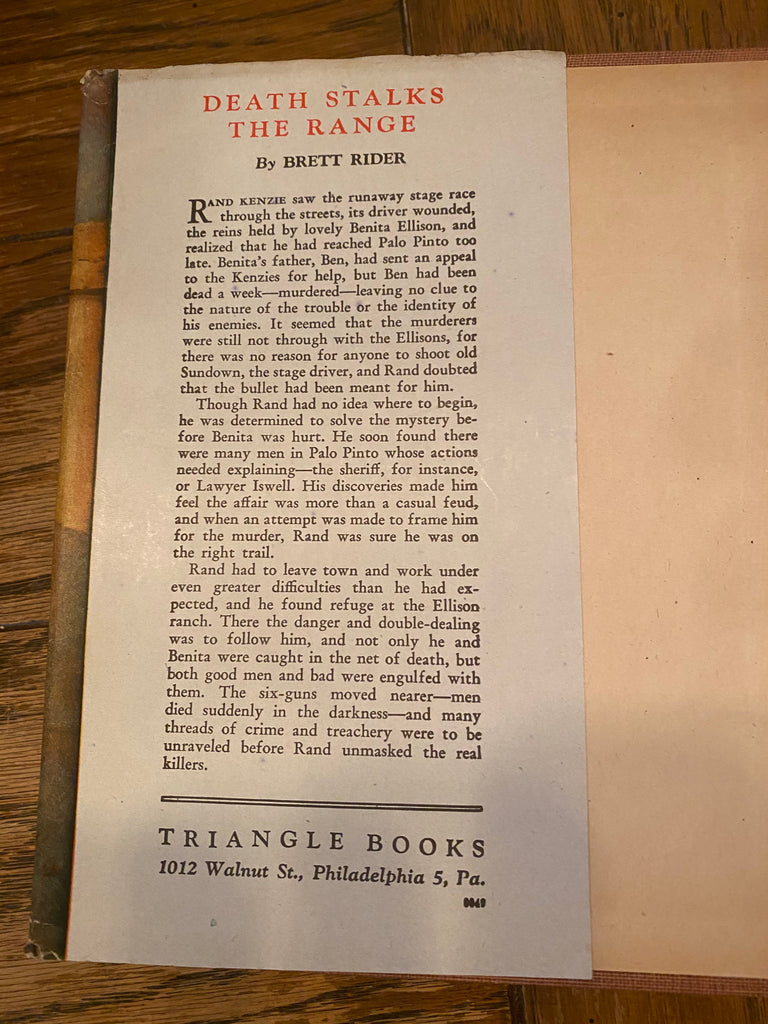 DEATH STALKS
THE RANGE
By BRETT RIDER
RAND KENZIE saw the runaway stage race
through the streets, its driver wounded,
the reins held by lovely Benita Ellison, and
realized that he had reached Palo Pinto too
late. Benita's father, Ben, had sent an appeal
to the Kenzies for help, but Ben had been
dead a week—murdered—leaving no clue to
the nature of the trouble or the identity of
his enemies. It seemed that the murderers
were still not through with the Ellisons, for
there was no reason for anyone to shoot old
Sundown, the stage driver, and Rand doubted
that the bullet had been meant for him.
Though Rand had no idea where to begin,
he was determined to solve the mystery be-
fore Benita was hurt. He soon found there
were many men in Palo Pinto whose actions
needed explaining—the sheriff, for instance,
or Lawyer Iswell. His discoveries made him
feel the affair was more than a casual feud,
and when an attempt was made to frame him
for the murder, Rand was sure he was on
the right trail.
Rand had to leave town and work under
even greater difficulties than he had ex-
pected, and he found refuge at the Ellison
ranch. There the danger and double-dealing
was to follow him, and not only he and
Benita were caught in the net of death, but
both good men and bad were engulfed with
them. The six-guns moved nearer—men
died suddenly in the darkness—and many
threads of crime and treachery were to be
unraveled before Rand unmasked the real
killers.
TRIANGLE BOOKS
1012 Walnut St., Philadelphia 5, Pa.